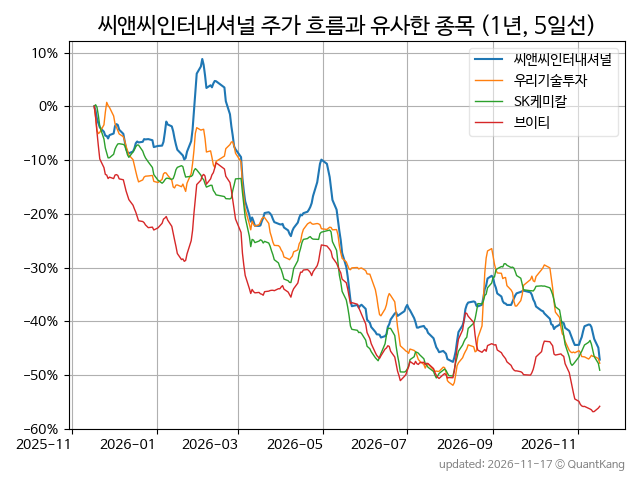 씨앤씨인터내셔널 주가 흐름과 유사한 종목 (1년, 5일선)
씨앤씨인터내셔널
우리기술투자
SK케미칼
브이티
10%
0%
−10%
−20%
−30%
−40%
−50%
−60%
2025-11 2026-01 2026-03 2026-05 2026-07 2026-09 2026-11
updated: 2026-11-17 © QuantKang